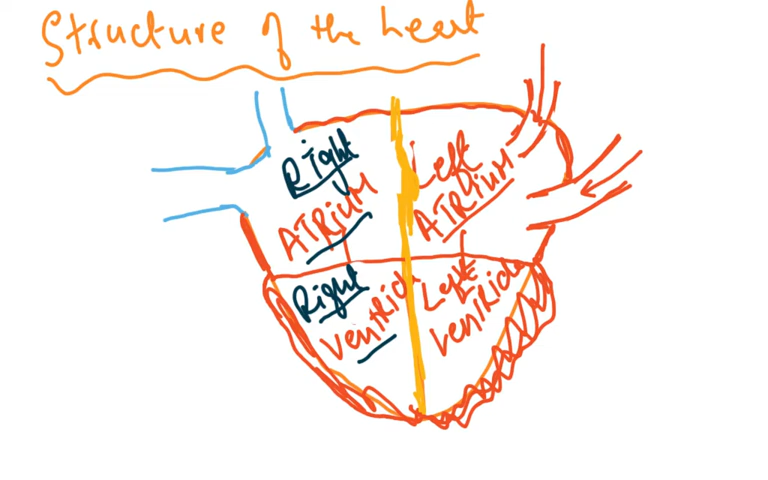 Structure of the heart
Right
ATRIUM
Left
ATRIUM
Right
Ventricle
Left
Ventricle